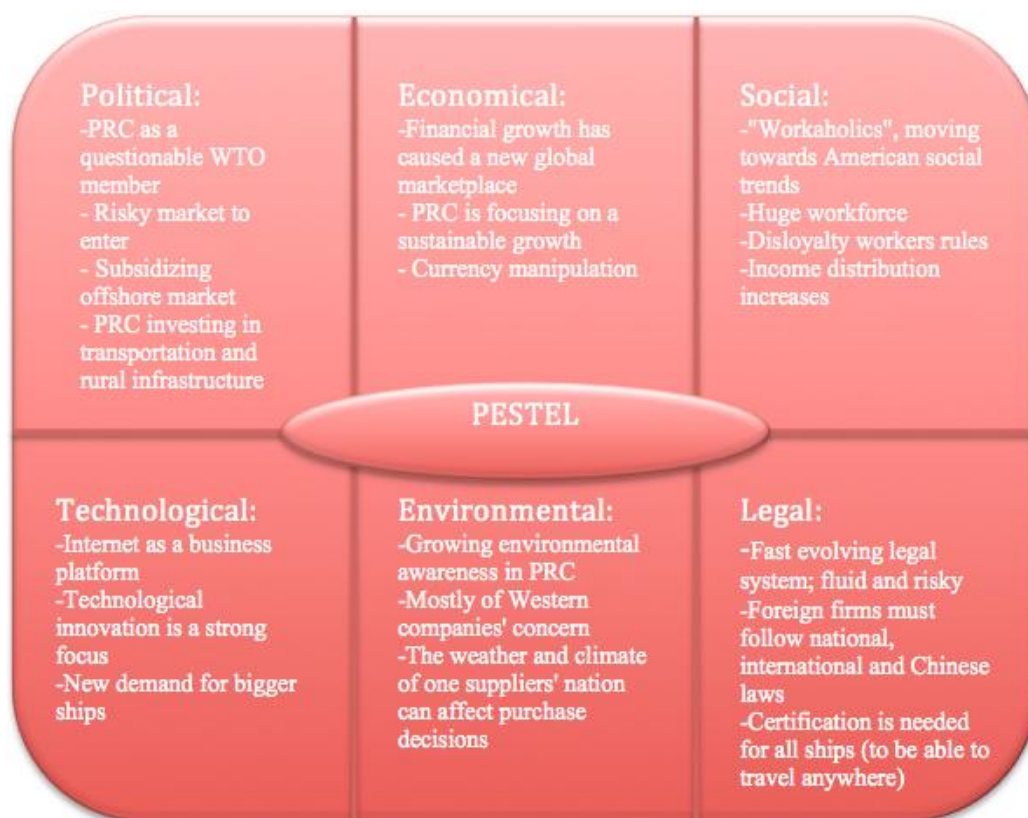 Political:
-PRC as a
questionable WTO
member
- Risky market to
enter
- Subsidizing
offshore market
- PRC investing in
transportation and
rural infrastructure
Economical:
-Financial growth has
caused a new global
marketplace
- PRC is focusing on a
sustainable growth
- Currency manipulation
Social:
-"Workaholics", moving
towards American social
trends
-Huge workforce
-Disloyalty workers rules
-Income distribution
increases
PESTEL
Technological:
-Internet as a business
platform
-Technological
innovation is a strong
focus
-New demand for bigger
ships
Environmental:
-Growing environmental
awareness in PRC
-Mostly of Western
companies' concern
-The weather and climate
of one suppliers' nation
can affect purchase
decisions
Legal:
-Fast evolving legal
system; fluid and risky
-Foreign firms must
follow national,
international and Chinese
laws
-Certification is needed
for all ships (to be able to
travel anywhere)